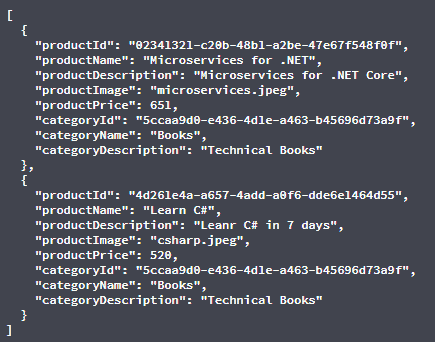 [
  {
    "productId": "02341321-c20b-48b1-a2be-47e67f548f0f",
    "productName": "Microservices for .NET",
    "productDescription": "Microservices for .NET Core",
    "productImage": "microservices.jpeg",
    "productPrice": 651,
    "categoryId": "5ccaa9d0-e436-4d1e-a463-b45696d73a9f",
    "categoryName": "Books",
    "categoryDescription": "Technical Books"
  },
  {
    "productId": "4d261e4a-a657-4add-a0f6-dde6e1464d55",
    "productName": "Learn C#",
    "productDescription": "Leanr C# in 7 days",
    "productImage": "csharp.jpeg",
    "productPrice": 520,
    "categoryId": "5ccaa9d0-e436-4d1e-a463-b45696d73a9f",
    "categoryName": "Books",
    "categoryDescription": "Technical Books"
  }
]